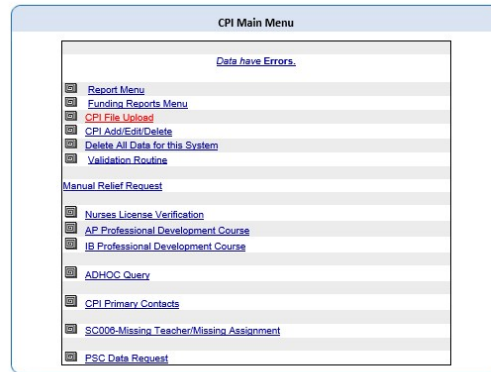 CPI Main Menu
Data have Errors.
Report Menu
Funding Reports Menu
CPI File Upload
CPI Add/Edit/Delete
Delete All Data for this System
Validation Routine
Manual Relief Request
Nurses License Verification
AP Professional Development Course
IB Professional Development Course
ADHOC Query
CPI Primary Contacts
SC006-Missing Teacher/Missing Assignment
PSC Data Request